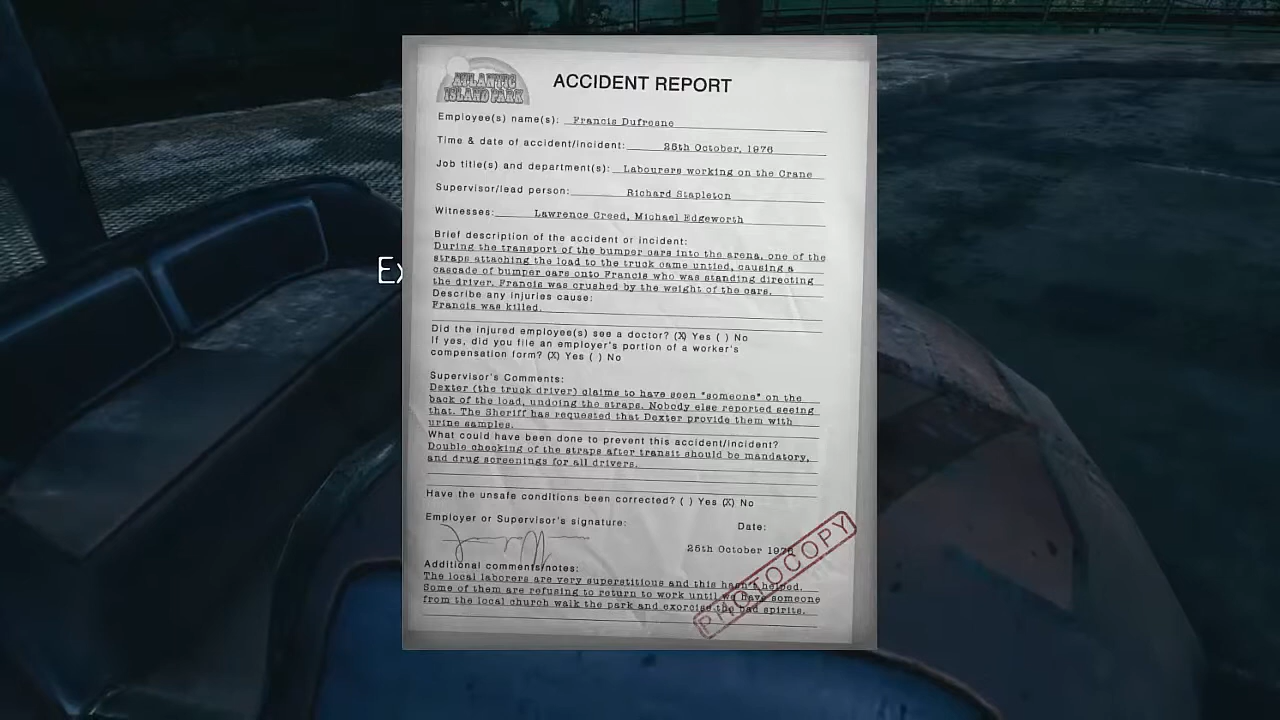 ATLANTIC
ISLAND PARK
ACCIDENT REPORT
Employee(s) name(s): Francis Dufresne
Time & date of accident/incident: 25th October, 1976
Job title(s) and department(s): Labourers working on the Crane
Supervisor/lead person: Richard Stapleton
Witnesses: Lawrence Creed, Michael Edgeworth
Brief description of the accident or incident:
During the transport of the bumper cars into the arena, one of the
straps attaching the load to the truck came untied, causing a
cascade of bumper cars onto Francis who was standing directing
the driver. Francis was crushed by the weight of the cars.
Describe any injuries cause:
Francis was killed.
Did the injured employee(s) see a doctor? (X) Yes ( ) No
If yes, did you file an employer's portion of a worker's
compensation form? (X) Yes ( ) No
Supervisor's Comments:
Dexter (the truck driver) claims to have seen "someone" on the
back of the load, undoing the straps. Nobody else reported seeing
that. The Sheriff has requested that Dexter provide them with
urine samples.
What could have been done to prevent this accident/incident?
Double checking of the straps after transit should be mandatory,
and drug screenings for all drivers.
Have the unsafe conditions been corrected? ( ) Yes (X) No
Employer or Supervisor's signature:
Date:
25th October 1976
Additional comments/notes:
The local laborers are very superstitious and this hasn't helped.
Some of them are refusing to return to work until we have someone
from the local church walk the park and exorcise the bad spirits.
PHOTOCOPY
Ex